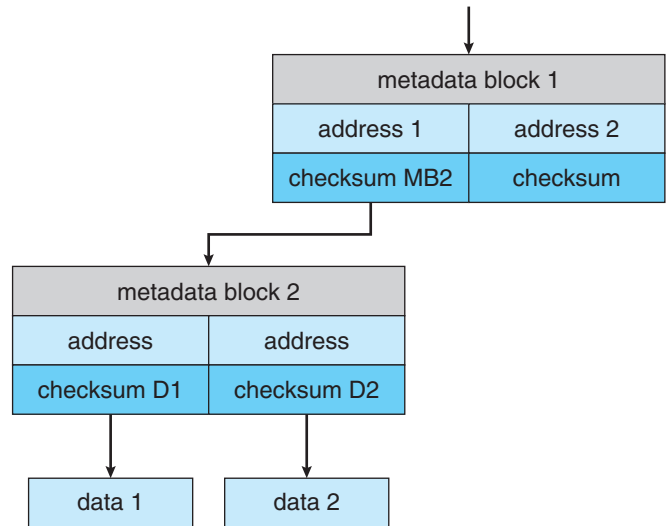 metadata block 1
address 1 address 2
checksum MB2 checksum
metadata block 2
address address
checksum D1 checksum D2
data 1 data 2